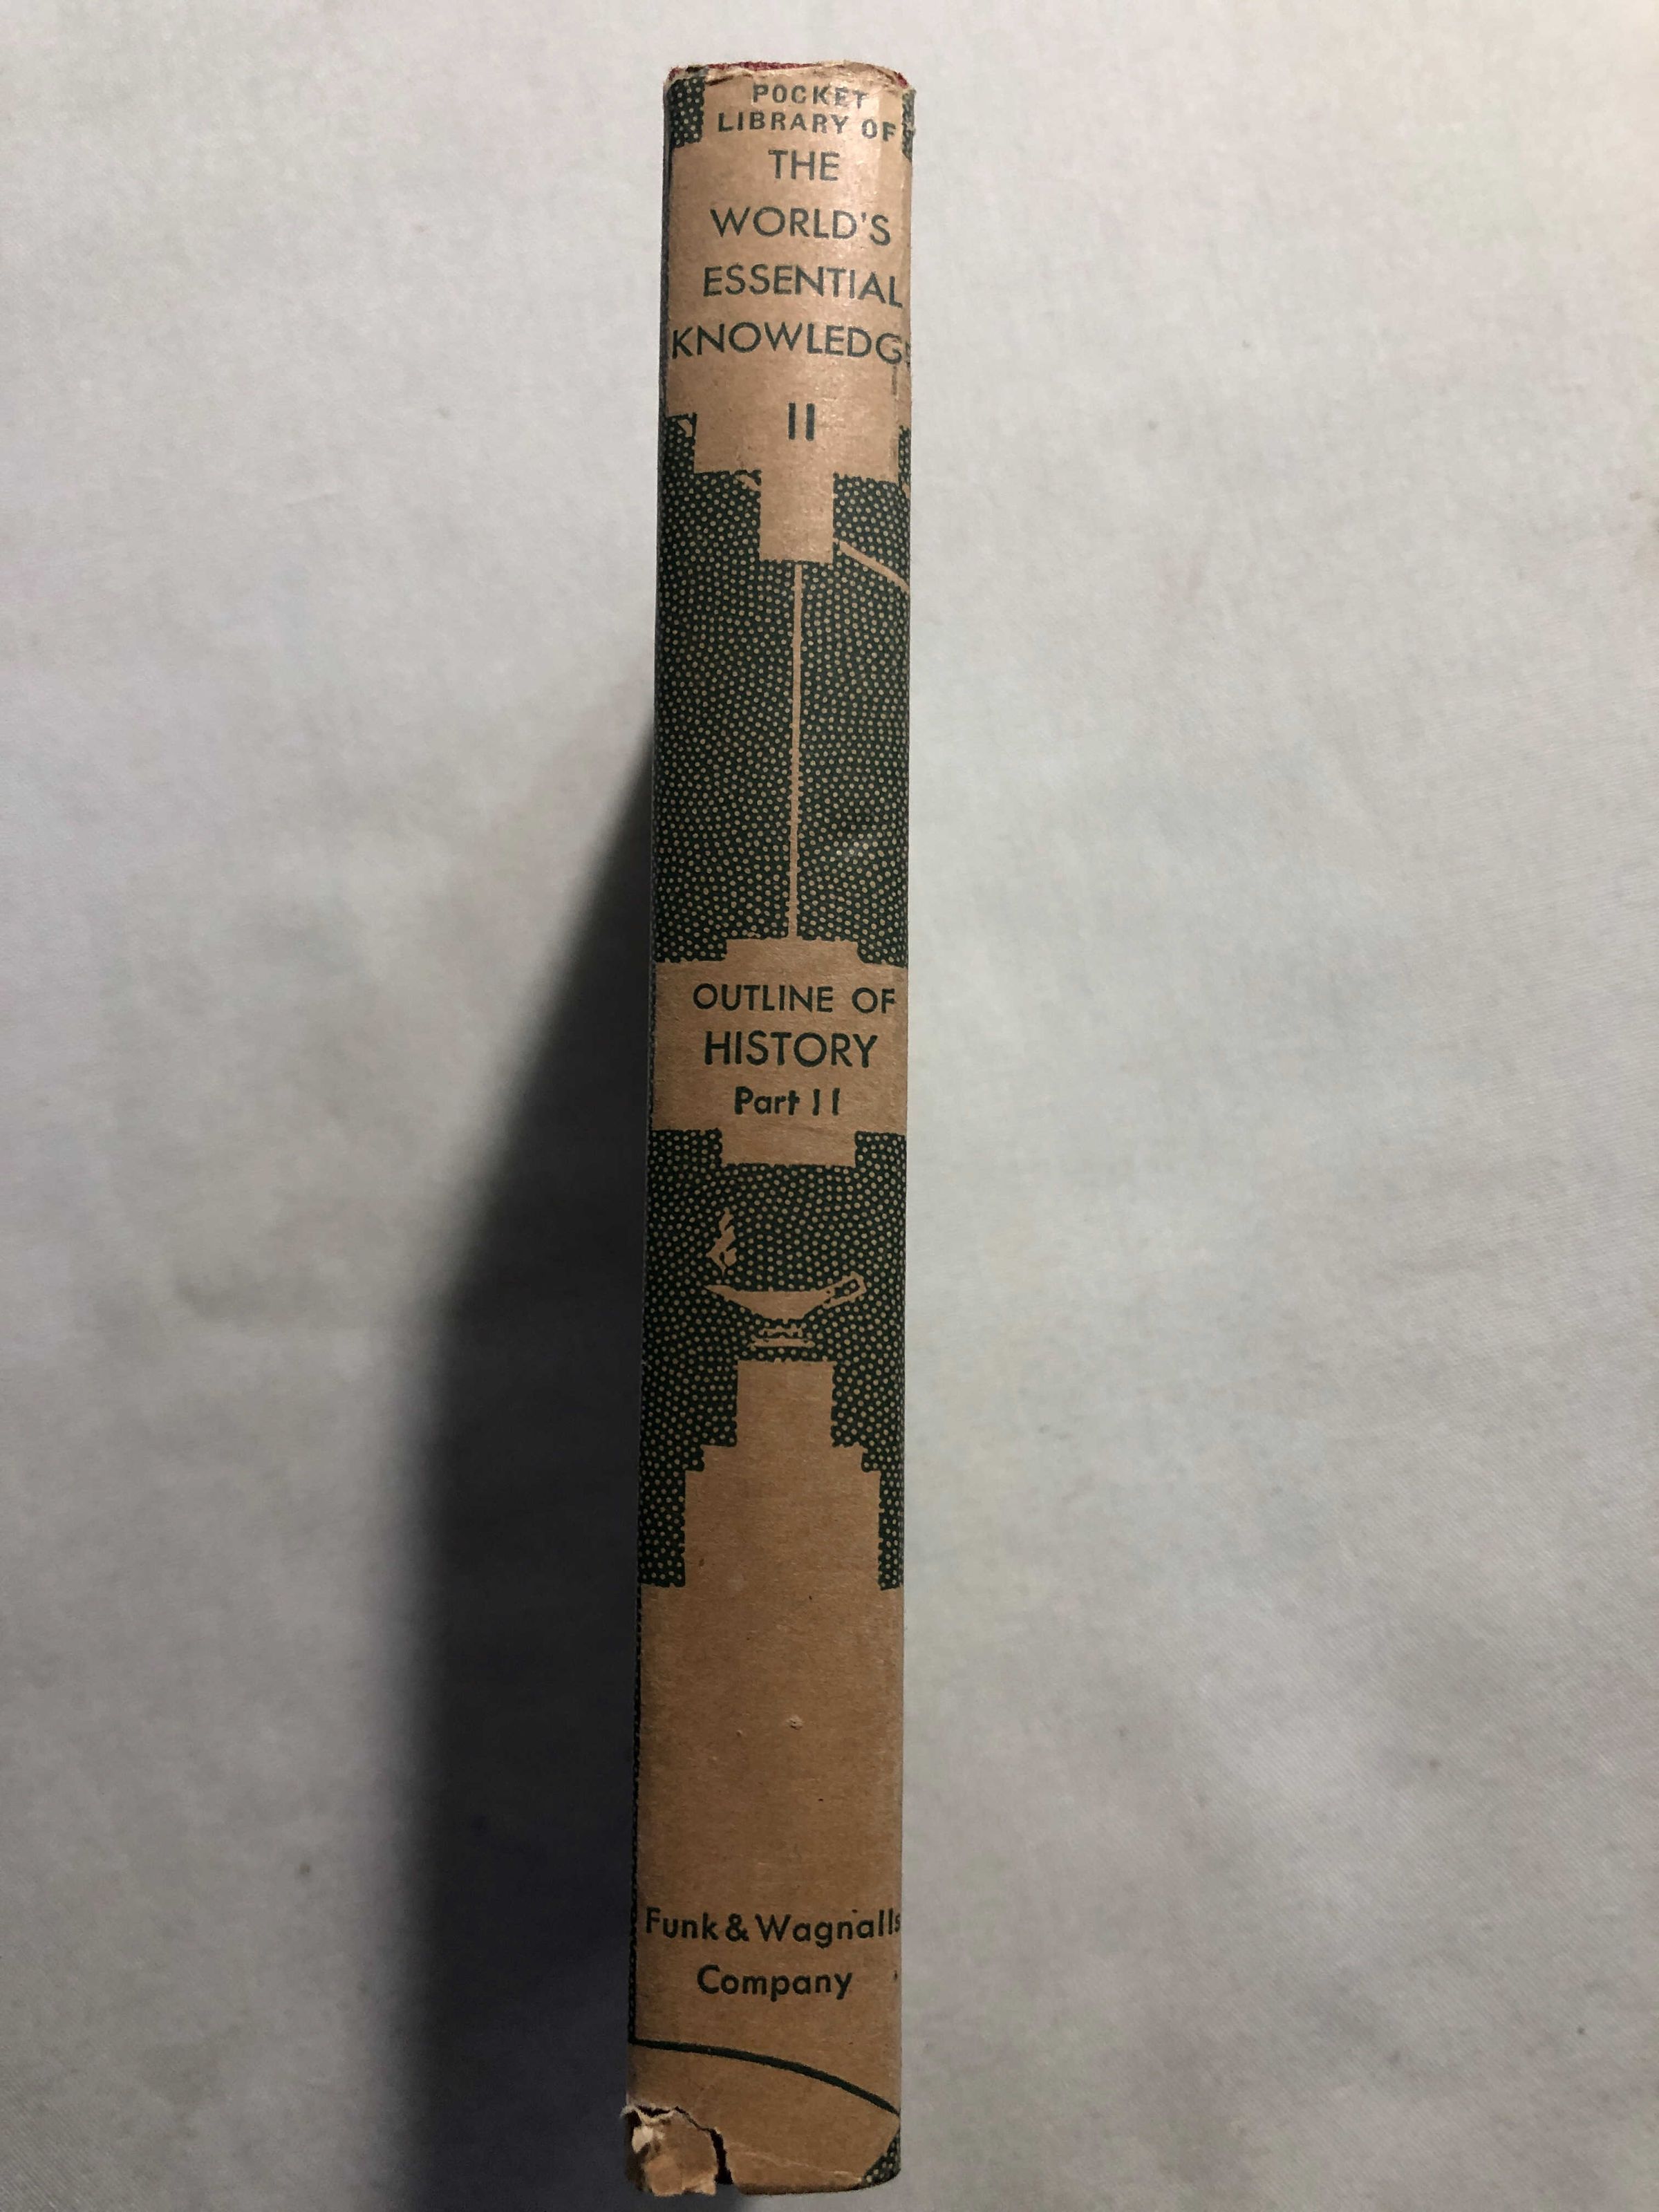 POCKET
LIBRARY OF
THE
WORLD'S
ESSENTIAL
KNOWLEDGE
II
OUTLINE OF
HISTORY
Part II
Funk & Wagnalls
Company